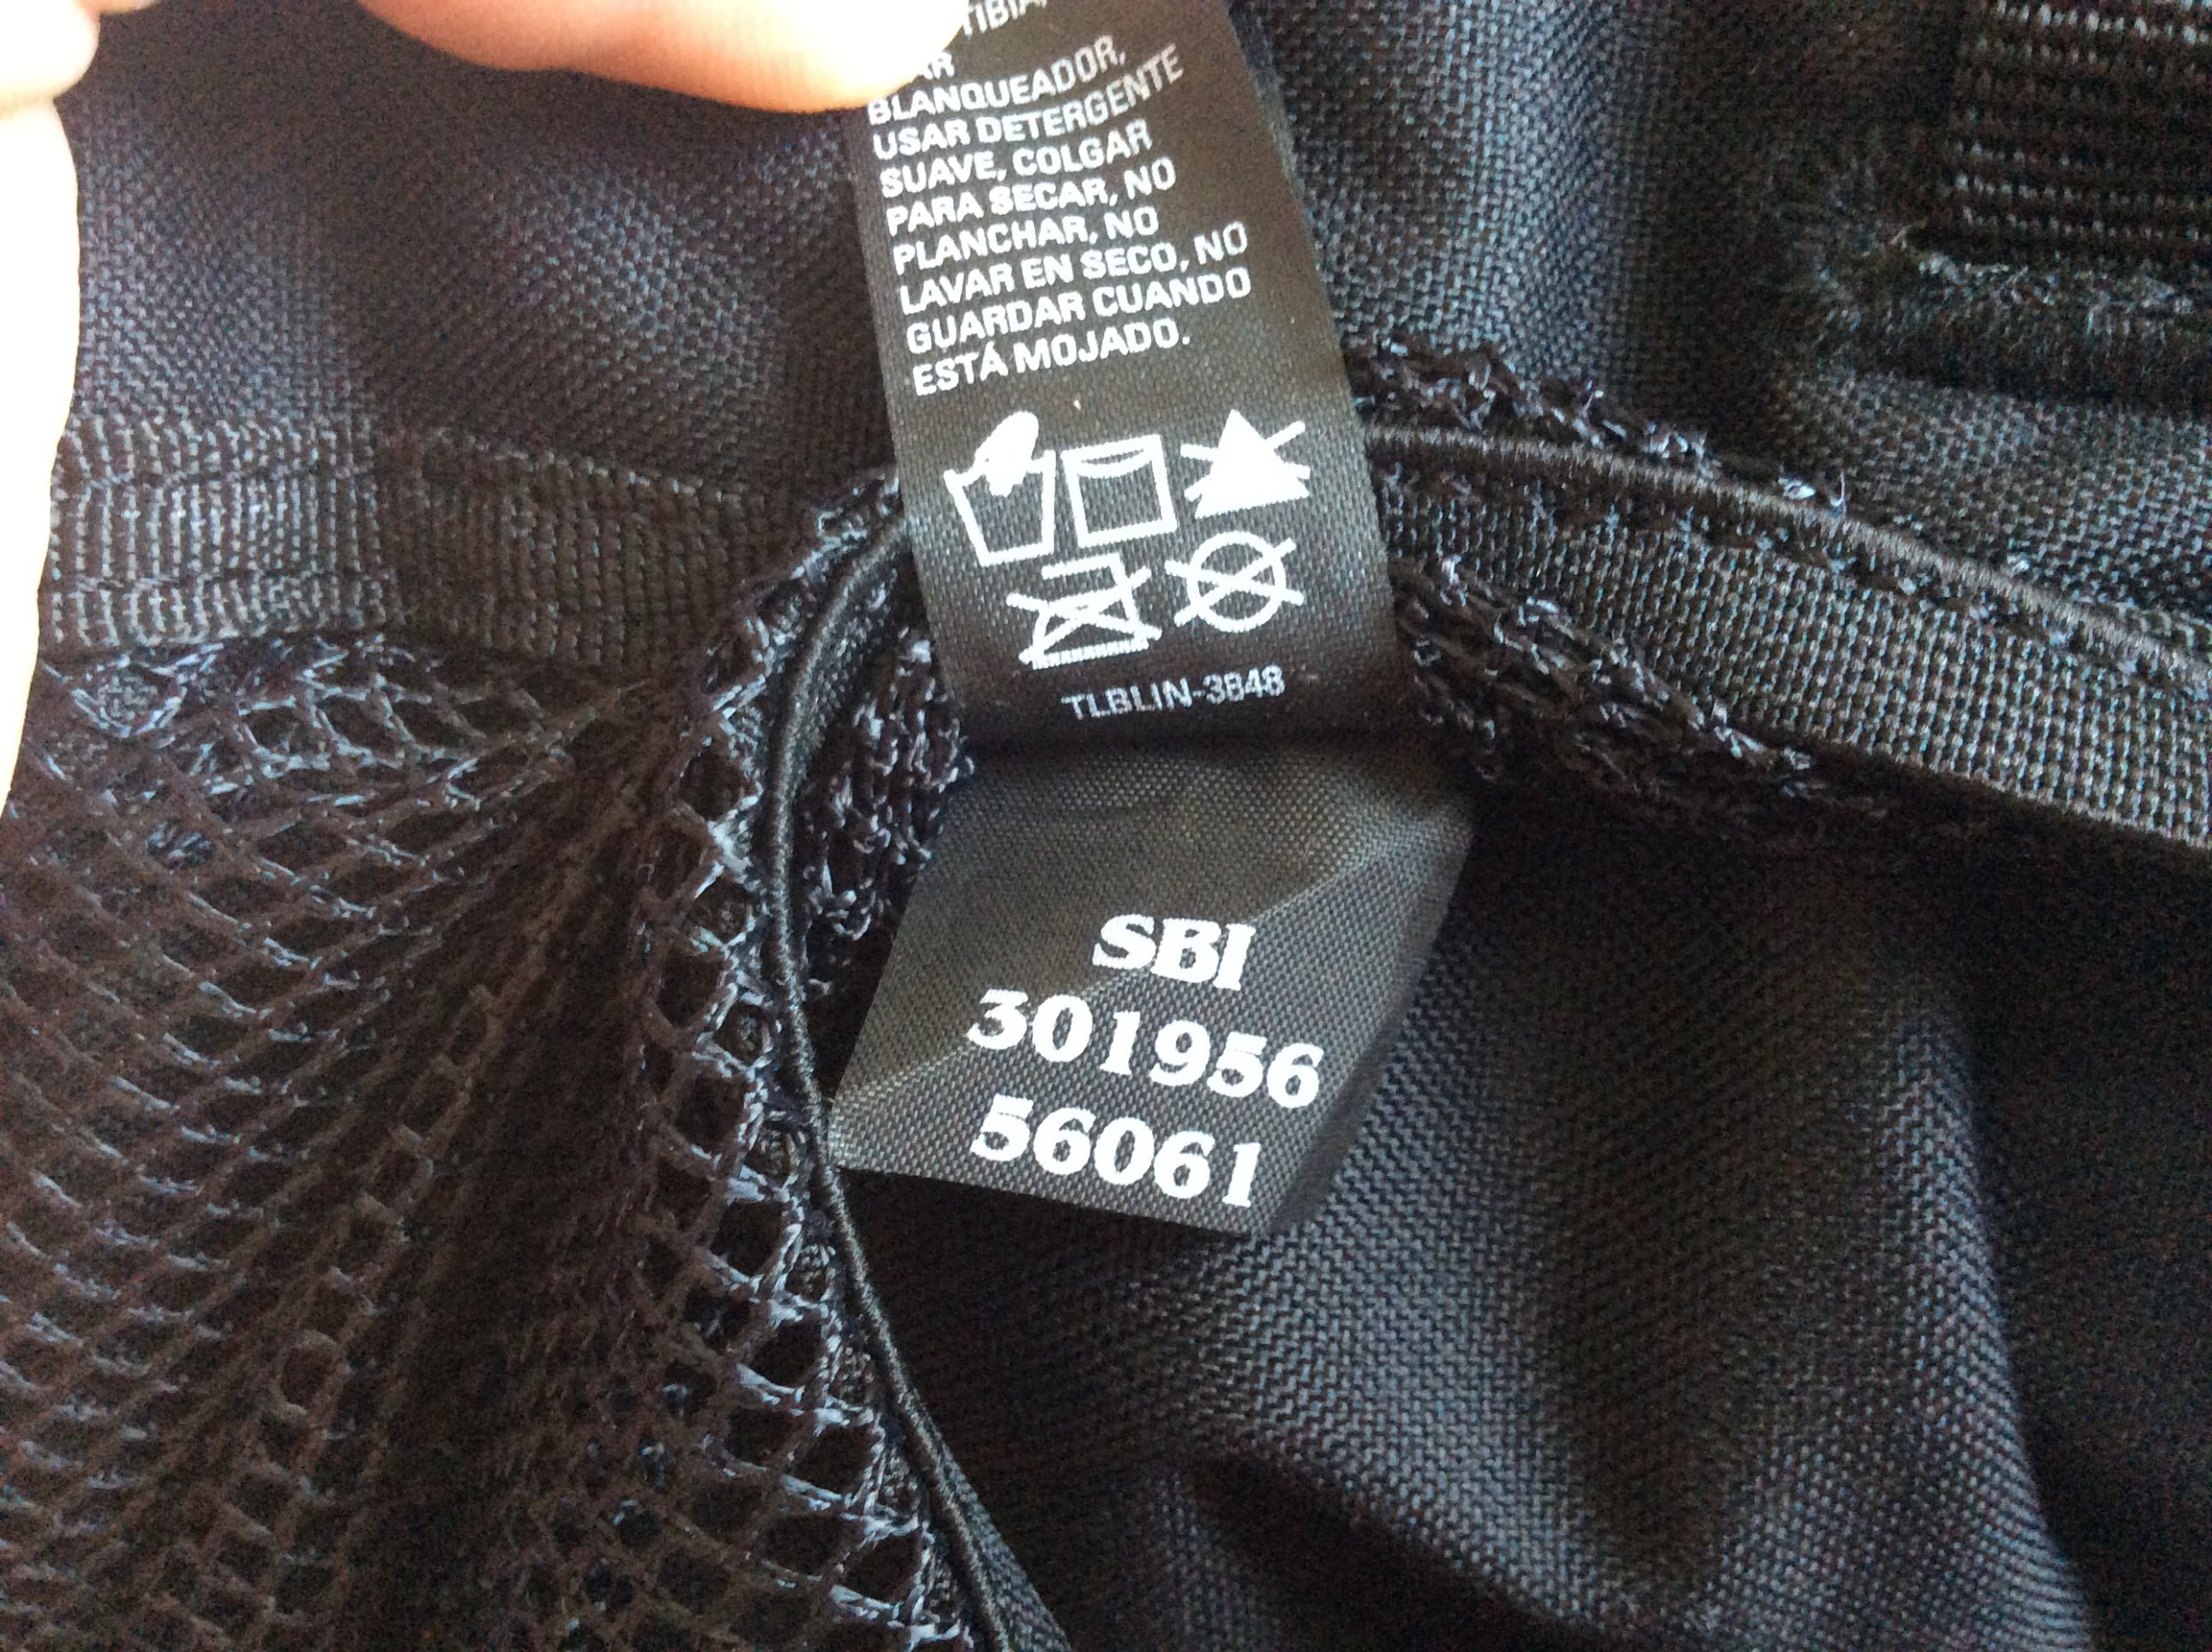 TIBIA,
BLANQUEADOR,
USAR DETERGENTE
SUAVE, COLGAR
PARA SECAR, NO
PLANCHAR, NO
LAVAR EN SECO, NO
GUARDAR CUANDO
ESTÁ MOJADO.
TLBLIN-3848
SBI
301956
56061